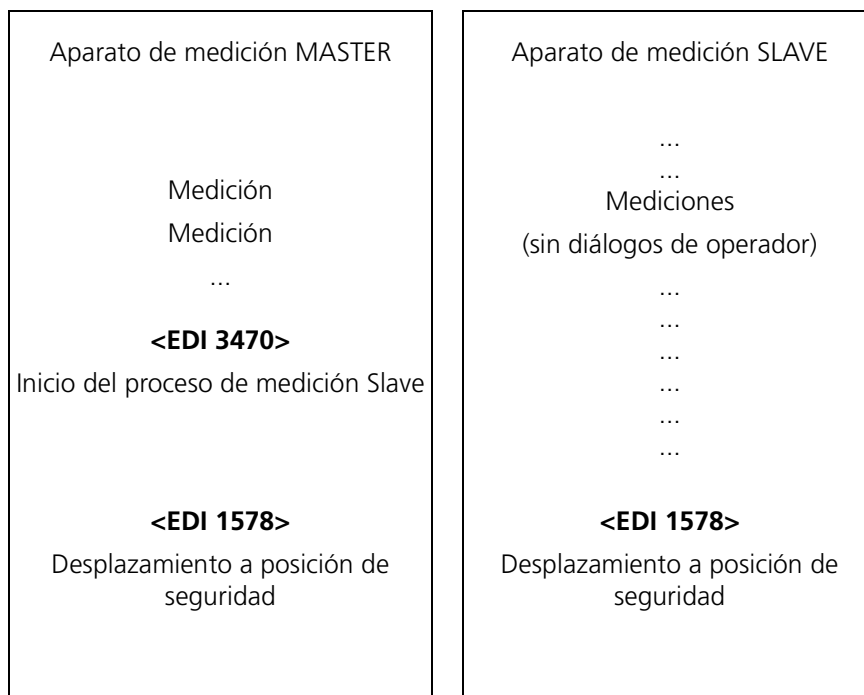 Aparato de medición MASTER
Medición
Medición
...
<EDI 3470>
Inicio del proceso de medición Slave
<EDI 1578>
Desplazamiento a posición de
seguridad
Aparato de medición SLAVE
...
...
Mediciones
(sin diálogos de operador)
...
...
...
...
...
...
<EDI 1578>
Desplazamiento a posición de
seguridad